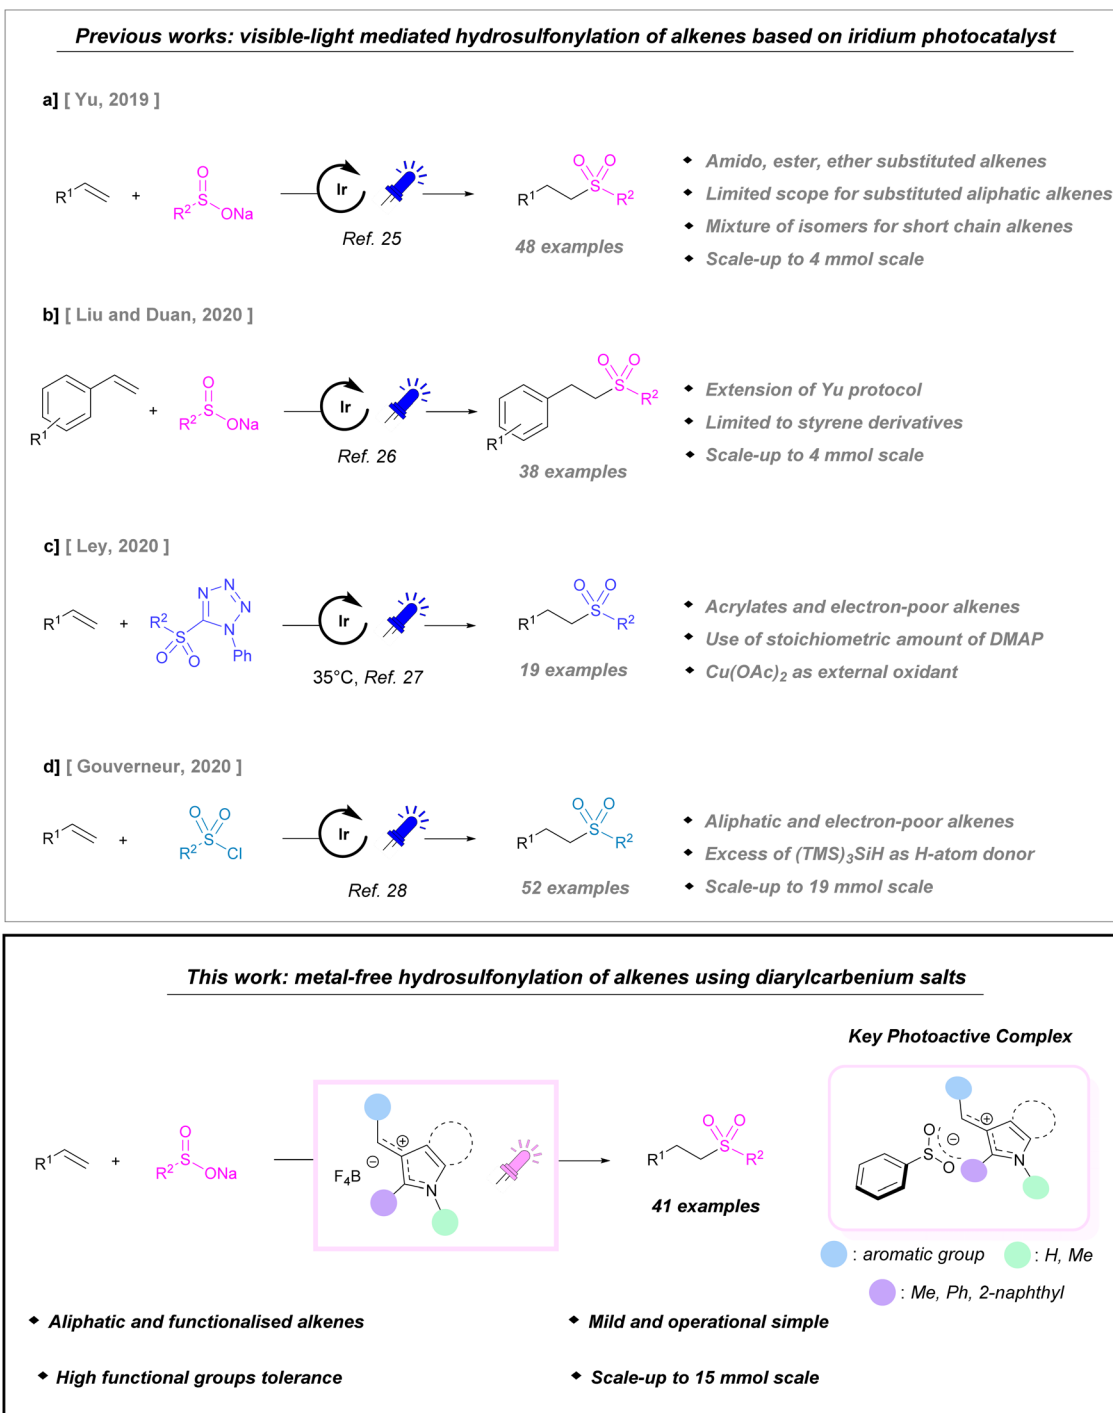 Previous works: visible-light mediated hydrosulfonylation of alkenes based on iridium photocatalyst
a] [ Yu, 2019 ]
R1 + R2 S O ONa
Ir
Ref. 25
R1 O O S R2
48 examples
Amido, ester, ether substituted alkenes
Limited scope for substituted aliphatic alkenes
Mixture of isomers for short chain alkenes
Scale-up to 4 mmol scale
b] [ Liu and Duan, 2020 ]
R1 + R2 S O ONa
Ir
Ref. 26
R1 O O S R2
38 examples
Extension of Yu protocol
Limited to styrene derivatives
Scale-up to 4 mmol scale
c] [ Ley, 2020 ]
R1 + R2 S O O N N N N Ph
Ir
35°C, Ref. 27
R1 O O S R2
19 examples
Acrylates and electron-poor alkenes
Use of stoichiometric amount of DMAP
Cu(OAc)2 as external oxidant
d] [ Gouverneur, 2020 ]
R1 + O O S R2 Cl
Ir
Ref. 28
R1 O O S R2
52 examples
Aliphatic and electron-poor alkenes
Excess of (TMS)3SiH as H-atom donor
Scale-up to 19 mmol scale
This work: metal-free hydrosulfonylation of alkenes using diarylcarbenium salts
Key Photoactive Complex
R1 + R2 S O ONa
F4B − + N
R1 O O S R2
41 examples
O − S O + N
: aromatic group
: H, Me
: Me, Ph, 2-naphthyl
Aliphatic and functionalised alkenes
Mild and operational simple
High functional groups tolerance
Scale-up to 15 mmol scale